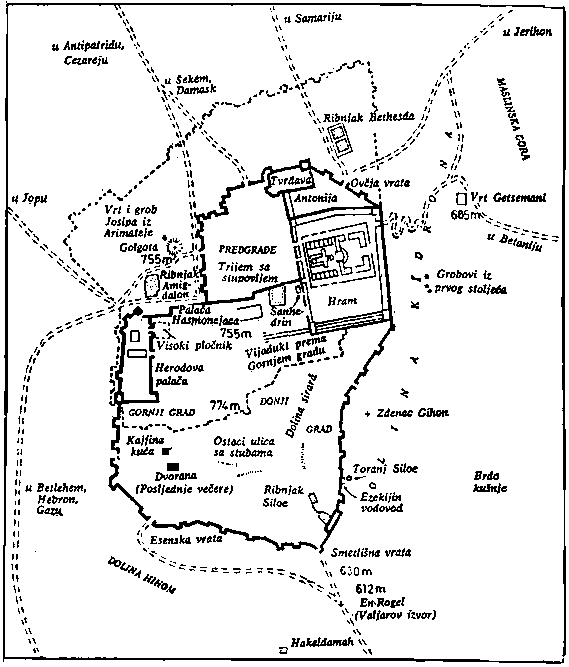 u Samariju
u Jerihon
u Antipatridu,
Cezareju
u Šekem,
Damask
MASLINSKA GORA
Ribnjak Bethesda
Tvrđava
Antonija
Ovčja vrata
u Jopu
Vrt Getsemani
685m
u Betaniju
Vrt i grob
Josipa iz
Arimateje
Golgota
755m
PREDGRAĐE
Trijem sa
stupovljem
Ribnjak
Amig-
dalon
Hram
Grobovi iz
prvog stoljeća
Palača
Hasmonejaca
755m
Sanhe-
drin
Visoki pločnik
Vijadukt prema
Gornjem gradu
Herodova
palača
DOLINA KIDRONA
GORNJI GRAD
774m
DONJI
GRAD
Dolina sirara
Zdenac Gihon
Kajfina
kuća
Ostaci ulica
sa stubama
Dvorana
(Posljednje večere)
Toranj Siloe
Brdo
kušnje
u Betlehem,
Hebron,
Gazu
Ribnjak
Siloe
Ezekijin
vodovod
Esenska vrata
Smetlišna vrata
630m
DOLINA HINOM
612m
En-Rogel
(Valjarov izvor)
Hakeldamah